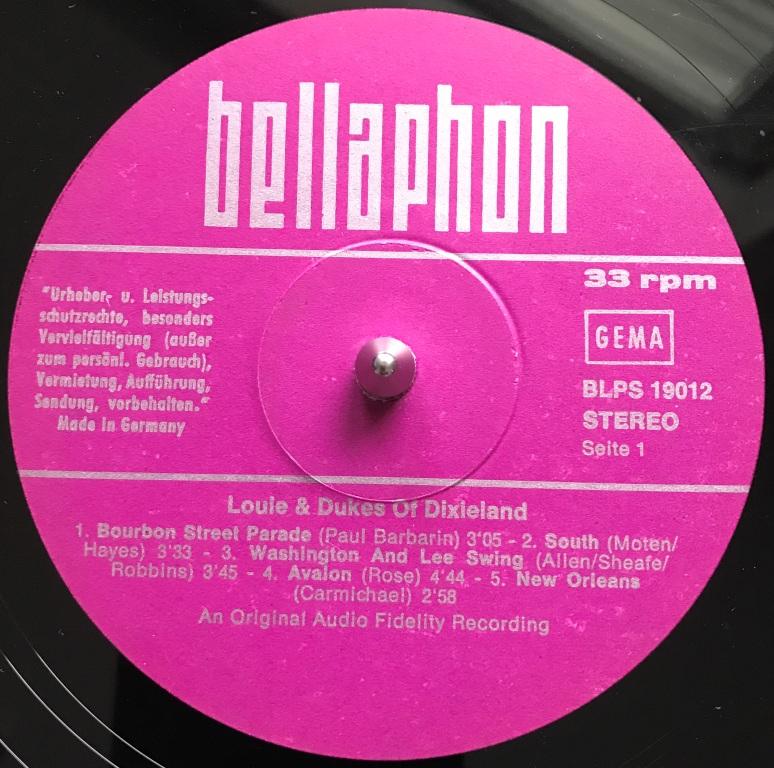 bellaphon
33 rpm
GEMA
BLPS 19012
STEREO
Seite 1
"Urheber- u. Leistungs-
schutzrechte, besonders
Vervielfältigung (außer
zum persönl. Gebrauch),
Vermietung, Aufführung,
Sendung, vorbehalten."
Made in Germany
Louie & Dukes Of Dixieland
1. Bourbon Street Parade (Paul Barbarin) 3'05 - 2. South (Moten/
Hayes) 3'33 - 3. Washington And Lee Swing (Allen/Sheafe/
Robbins) 3'45 - 4. Avalon (Rose) 4'44 - 5. New Orleans
(Carmichael) 2'58
An Original Audio Fidelity Recording